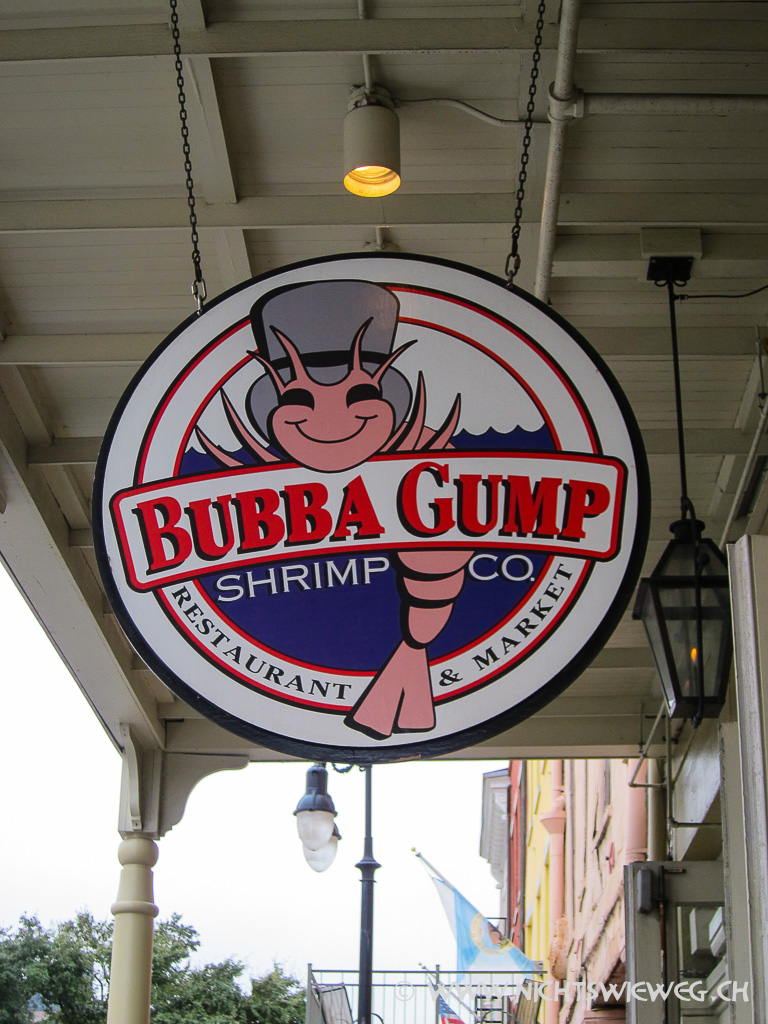 BUBBA GUMP
SHRIMP CO.
RESTAURANT & MARKET
© WWW.NICHTSWIEWEG.CH